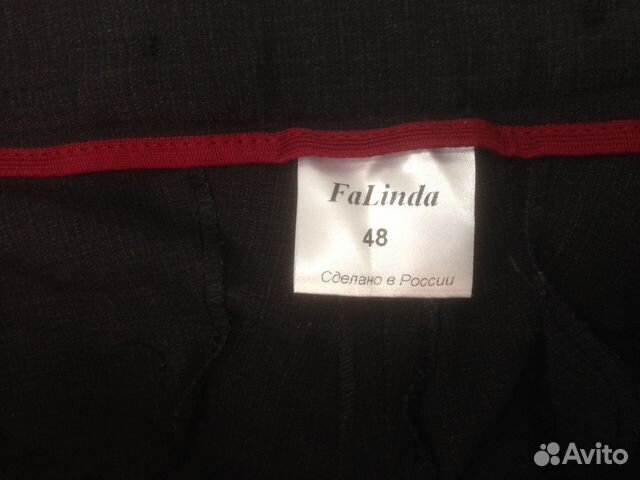 FaLinda
48
Сделано в России
Avito